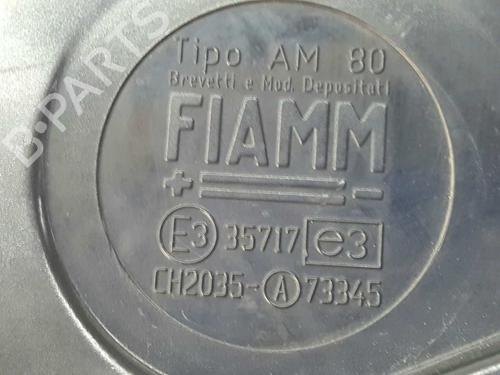 B-PARTS
Tipo AM 80
Brevetti e Mod. Depositati
FIAMM
+ -
E3 35717 e3
CH2035-A 73345